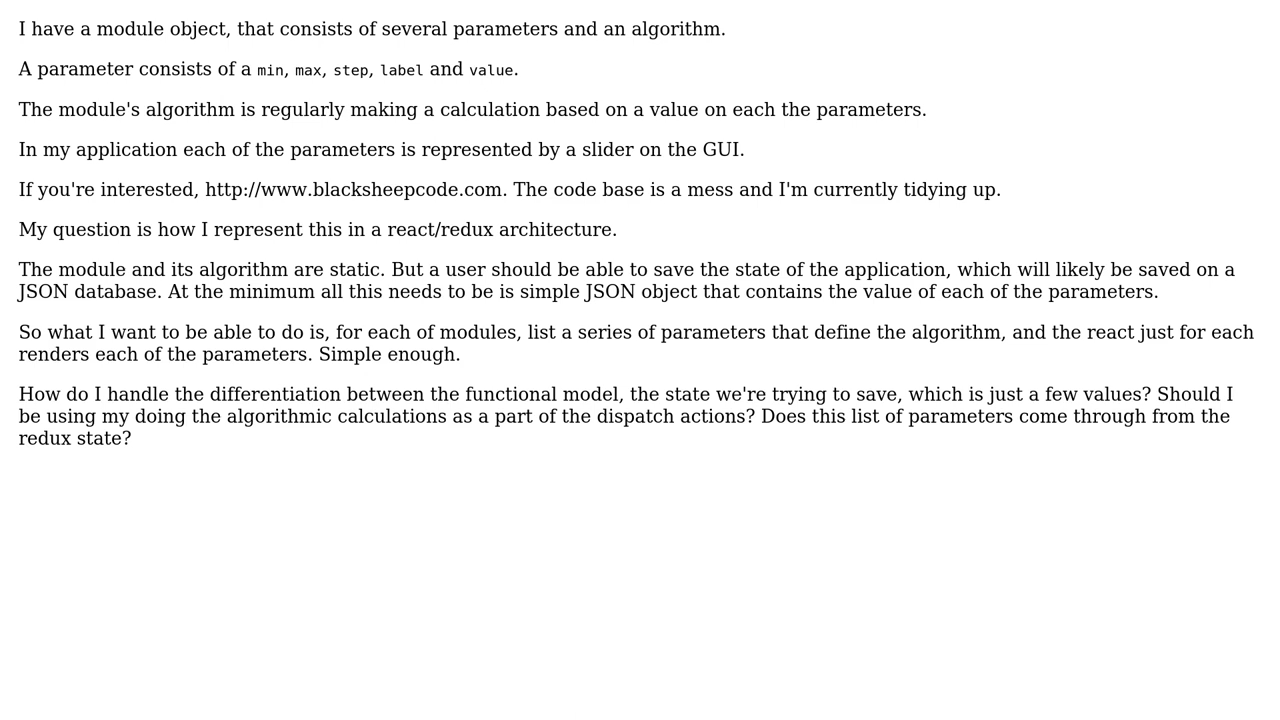 I have a module object, that consists of several parameters and an algorithm.
A parameter consists of a min, max, step, label and value.
The module's algorithm is regularly making a calculation based on a value on each the parameters.
In my application each of the parameters is represented by a slider on the GUI.
If you're interested, http://www.blacksheepcode.com. The code base is a mess and I'm currently tidying up.
My question is how I represent this in a react/redux architecture.
The module and its algorithm are static. But a user should be able to save the state of the application, which will likely be saved on a
JSON database. At the minimum all this needs to be is simple JSON object that contains the value of each of the parameters.
So what I want to be able to do is, for each of modules, list a series of parameters that define the algorithm, and the react just for each
renders each of the parameters. Simple enough.
How do I handle the differentiation between the functional model, the state we're trying to save, which is just a few values? Should I
be using my doing the algorithmic calculations as a part of the dispatch actions? Does this list of parameters come through from the
redux state?